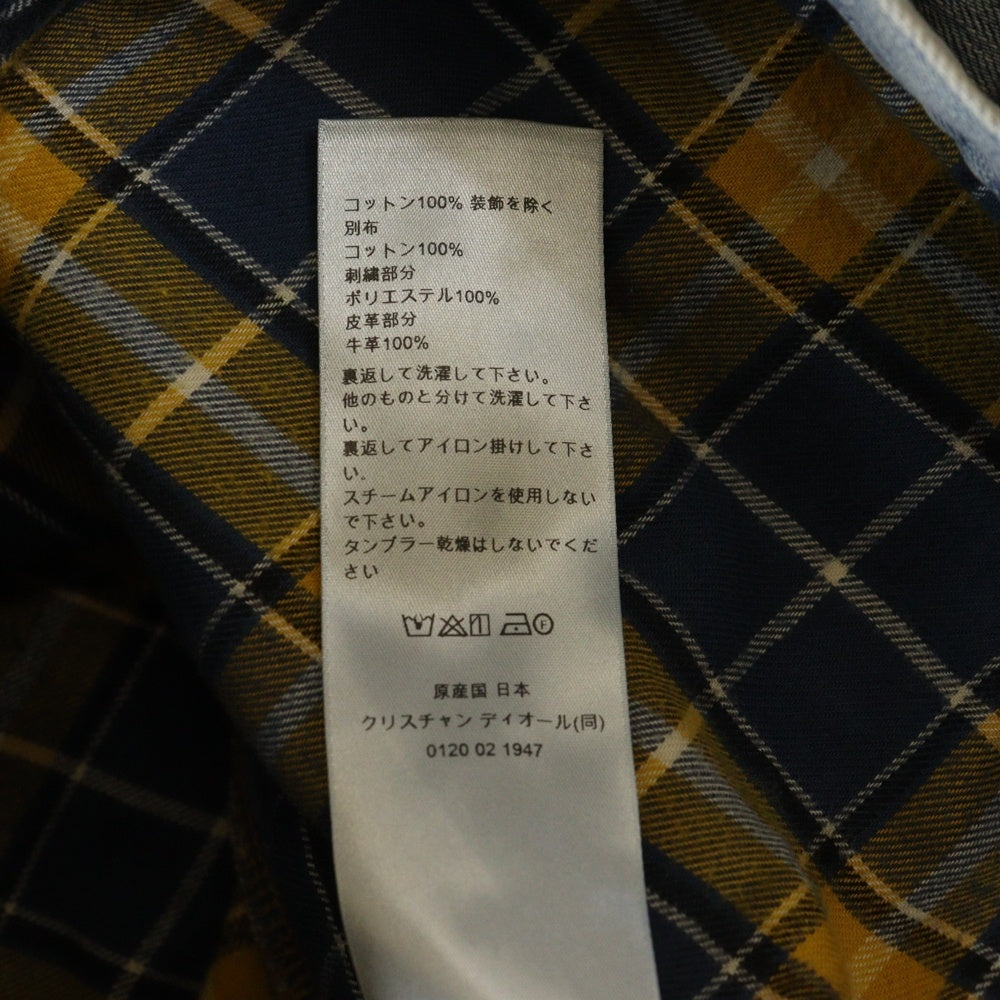 コットン100% 装飾を除く
別布
コットン100%
刺繍部分
ポリエステル100%
皮革部分
牛革100%
裏返して洗濯して下さい。
他のものと分けて洗濯して下さ
い。
裏返してアイロン掛けして下さ
い。
スチームアイロンを使用しない
で下さい。
タンブラー乾燥はしないでくだ
さい
F
原産国 日本
クリスチャン ディオール(同)
0120 02 1947